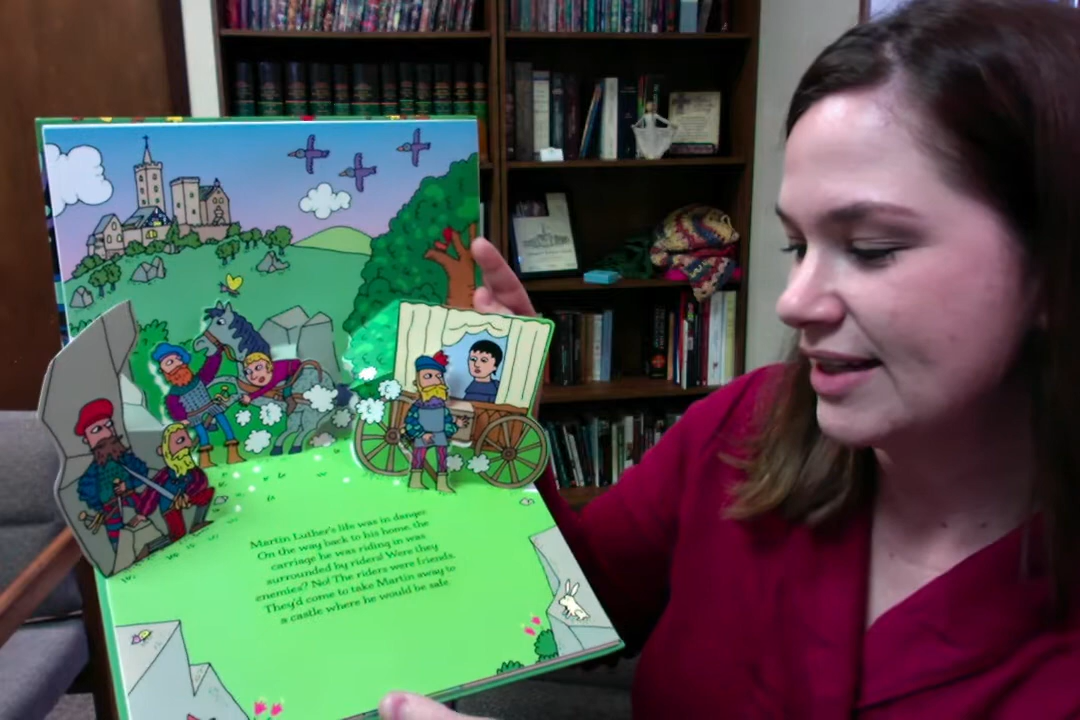 Martin Luther's life was in danger.
On the way back to his home, the
carriage he was riding in was
surrounded by riders! Were they
enemies? No! The riders were friends.
They'd come to take Martin away to
a castle where he would be safe.